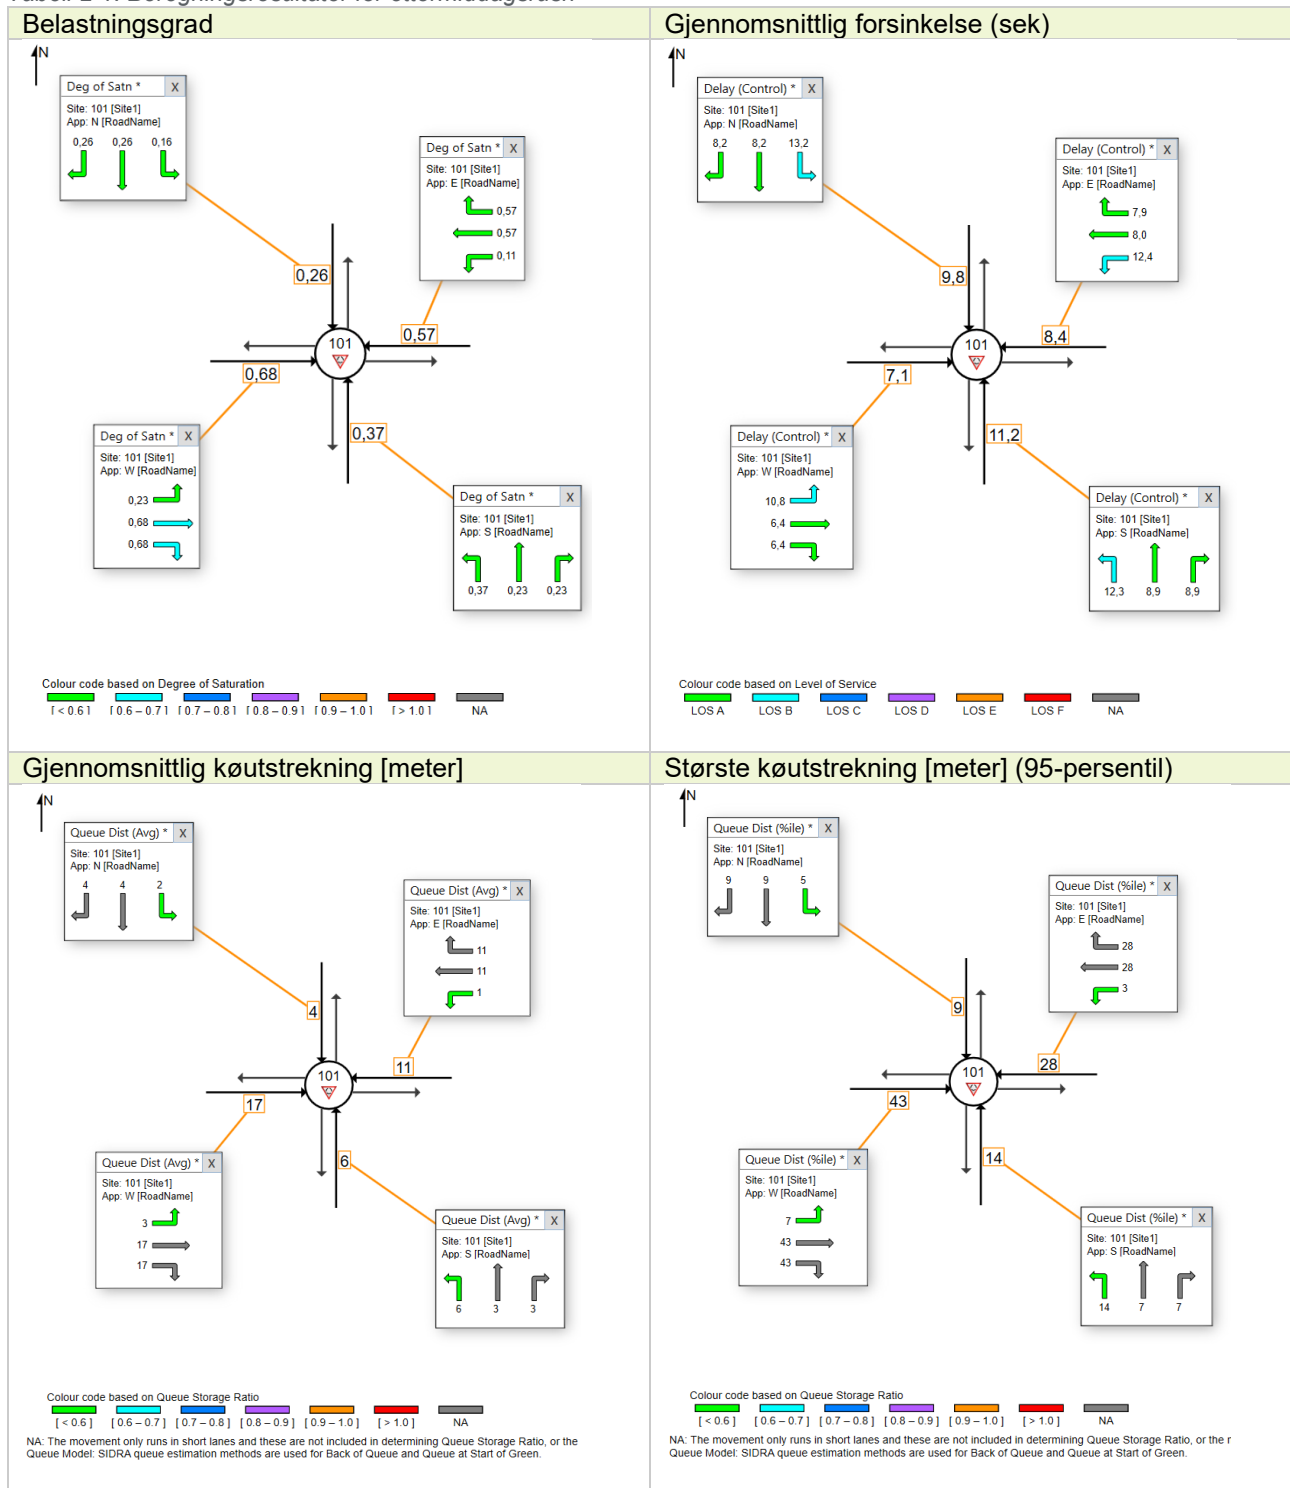 Tabell 2-4: Beregningsresultater for ettermiddagsrush
Belastningsgrad
N
Deg of Satn * X
Site: 101 [Site1]
App: N [RoadName]
0,26 0,26 0,16
Deg of Satn * X
Site: 101 [Site1]
App: E [RoadName]
0,57
0,57
0,11
0,26
0,57
101
0,68
0,37
Deg of Satn * X
Site: 101 [Site1]
App: W [RoadName]
0,23
0,68
0,68
Deg of Satn * X
Site: 101 [Site1]
App: S [RoadName]
0,37 0,23 0,23
Colour code based on Degree of Saturation
[ < 0.6 ] [ 0.6 – 0.7 ] [ 0.7 – 0.8 ] [ 0.8 – 0.9 ] [ 0.9 – 1.0 ] [ > 1.0 ] NA
Gjennomsnittlig forsinkelse (sek)
N
Delay (Control) * X
Site: 101 [Site1]
App: N [RoadName]
8,2 8,2 13,2
Delay (Control) * X
Site: 101 [Site1]
App: E [RoadName]
7,9
8,0
12,4
9,8
8,4
101
7,1
11,2
Delay (Control) * X
Site: 101 [Site1]
App: W [RoadName]
10,8
6,4
6,4
Delay (Control) * X
Site: 101 [Site1]
App: S [RoadName]
12,3 8,9 8,9
Colour code based on Level of Service
LOS A LOS B LOS C LOS D LOS E LOS F NA
Gjennomsnittlig køutstrekning [meter]
N
Queue Dist (Avg) * X
Site: 101 [Site1]
App: N [RoadName]
4 4 2
Queue Dist (Avg) * X
Site: 101 [Site1]
App: E [RoadName]
11
11
1
4
11
101
17
6
Queue Dist (Avg) * X
Site: 101 [Site1]
App: W [RoadName]
3
17
17
Queue Dist (Avg) * X
Site: 101 [Site1]
App: S [RoadName]
6 3 3
Colour code based on Queue Storage Ratio
[ < 0.6 ] [ 0.6 – 0.7 ] [ 0.7 – 0.8 ] [ 0.8 – 0.9 ] [ 0.9 – 1.0 ] [ > 1.0 ] NA
NA: The movement only runs in short lanes and these are not included in determining Queue Storage Ratio, or the
Queue Model: SIDRA queue estimation methods are used for Back of Queue and Queue at Start of Green.
Største køutstrekning [meter] (95-persentil)
N
Queue Dist (%ile) * X
Site: 101 [Site1]
App: N [RoadName]
9 9 5
Queue Dist (%ile) * X
Site: 101 [Site1]
App: E [RoadName]
28
28
3
9
28
101
43
14
Queue Dist (%ile) * X
Site: 101 [Site1]
App: W [RoadName]
7
43
43
Queue Dist (%ile) * X
Site: 101 [Site1]
App: S [RoadName]
14 7 7
Colour code based on Queue Storage Ratio
[ < 0.6 ] [ 0.6 – 0.7 ] [ 0.7 – 0.8 ] [ 0.8 – 0.9 ] [ 0.9 – 1.0 ] [ > 1.0 ] NA
NA: The movement only runs in short lanes and these are not included in determining Queue Storage Ratio, or the r
Queue Model: SIDRA queue estimation methods are used for Back of Queue and Queue at Start of Green.